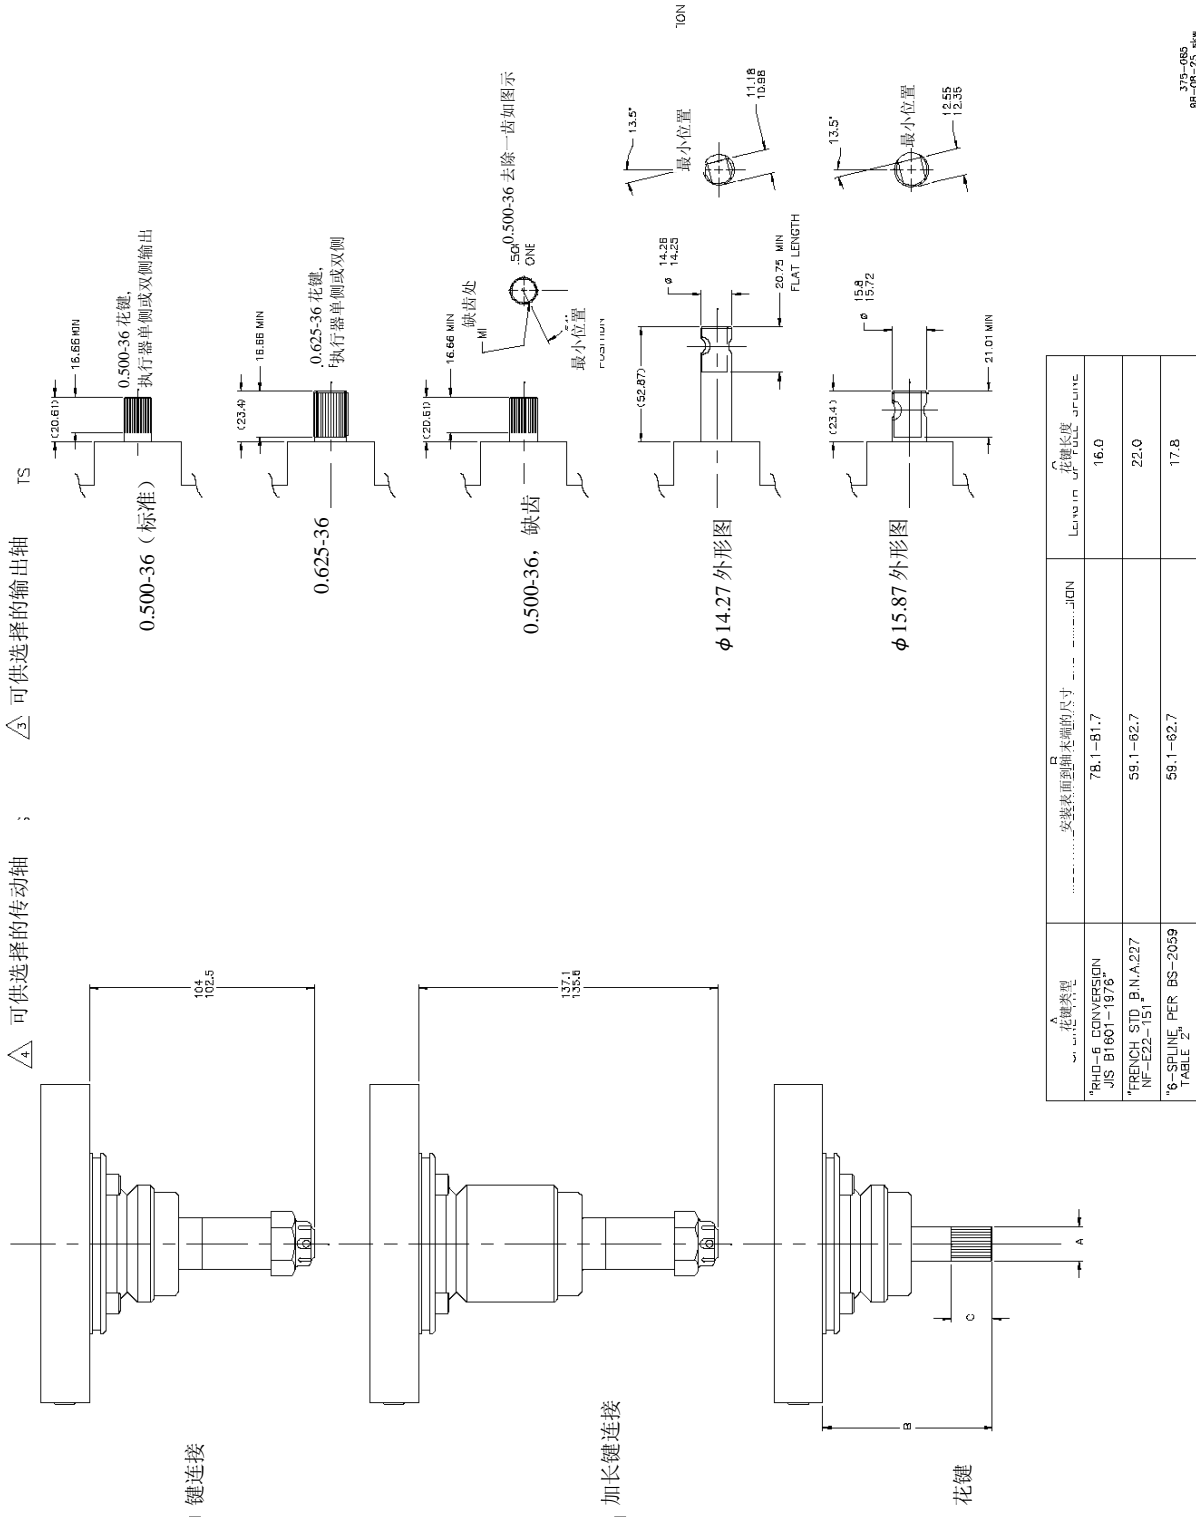 4 可供选择的传动轴
键连接
104
102.5
加长键连接
137.1
135.6
花键
B
C
A
3 可供选择的输出轴
TS
0.500-36（标准）
(20.61)
16.66 MIN
0.500-36 花键，
执行器单侧或双侧输出
0.625-36
(23.4)
16.66 MIN
0.625-36 花键，
执行器单侧或双侧
0.500-36，缺齿
(20.61)
16.66 MIN
缺齿处
MI
0.500-36 去除一齿如图示
.50
ONE
最小位置
ϕ14.27 外形图
(52.87)
ø 14.28
14.25
20.75 MIN
FLAT LENGTH
13.5°
最小位置
11.18
10.98
TION
ϕ15.87 外形图
(23.4)
ø 15.8
15.72
21.01 MIN
13.5°
最小位置
12.55
12.35
A 花键类型
B 安装表面到轴末端的尺寸
花键长度
"RHD-6 CONVERSION
JIS B1601-1976"
78.1-81.7
16.0
"FRENCH STD B.N.A.227
NF-E22-151"
59.1-62.7
22.0
"6-SPLINE PER BS-2059
TABLE 2"
59.1-62.7
17.8
375-085